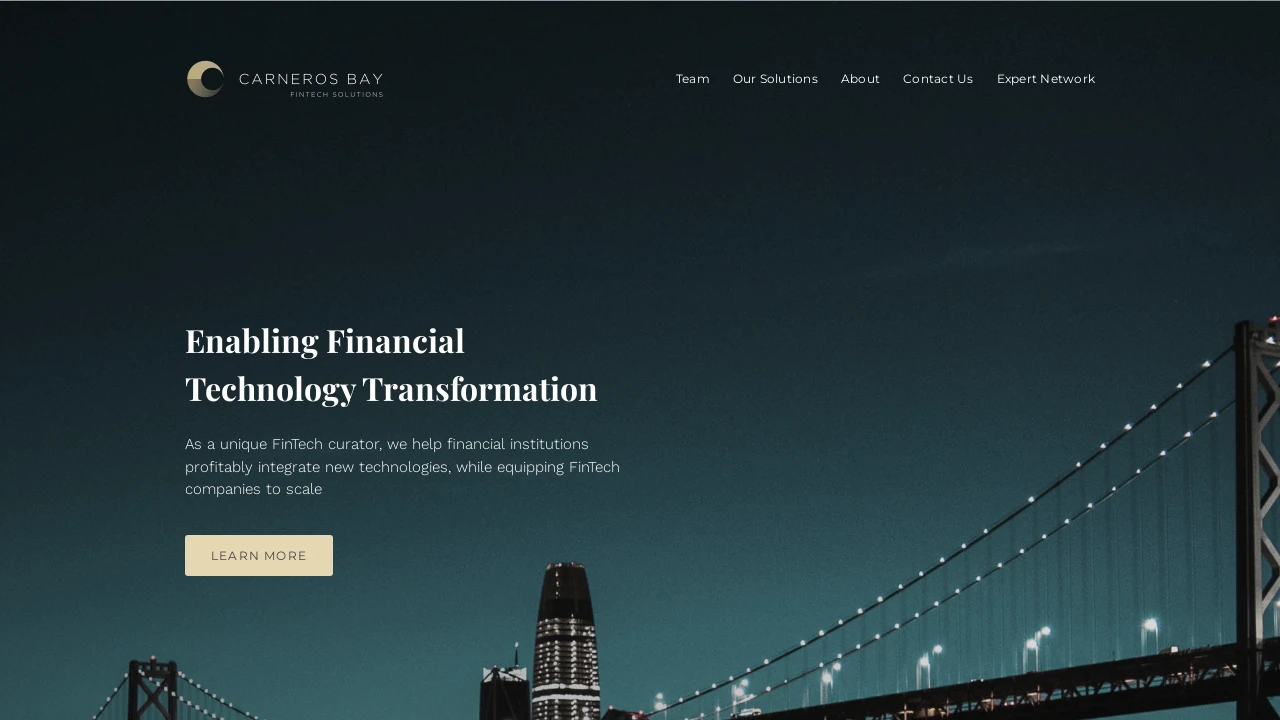 CARNEROS BAY
FINTECH SOLUTIONS
Team Our Solutions About Contact Us Expert Network
Enabling Financial
Technology Transformation
As a unique FinTech curator, we help financial institutions
profitably integrate new technologies, while equipping FinTech
companies to scale
LEARN MORE